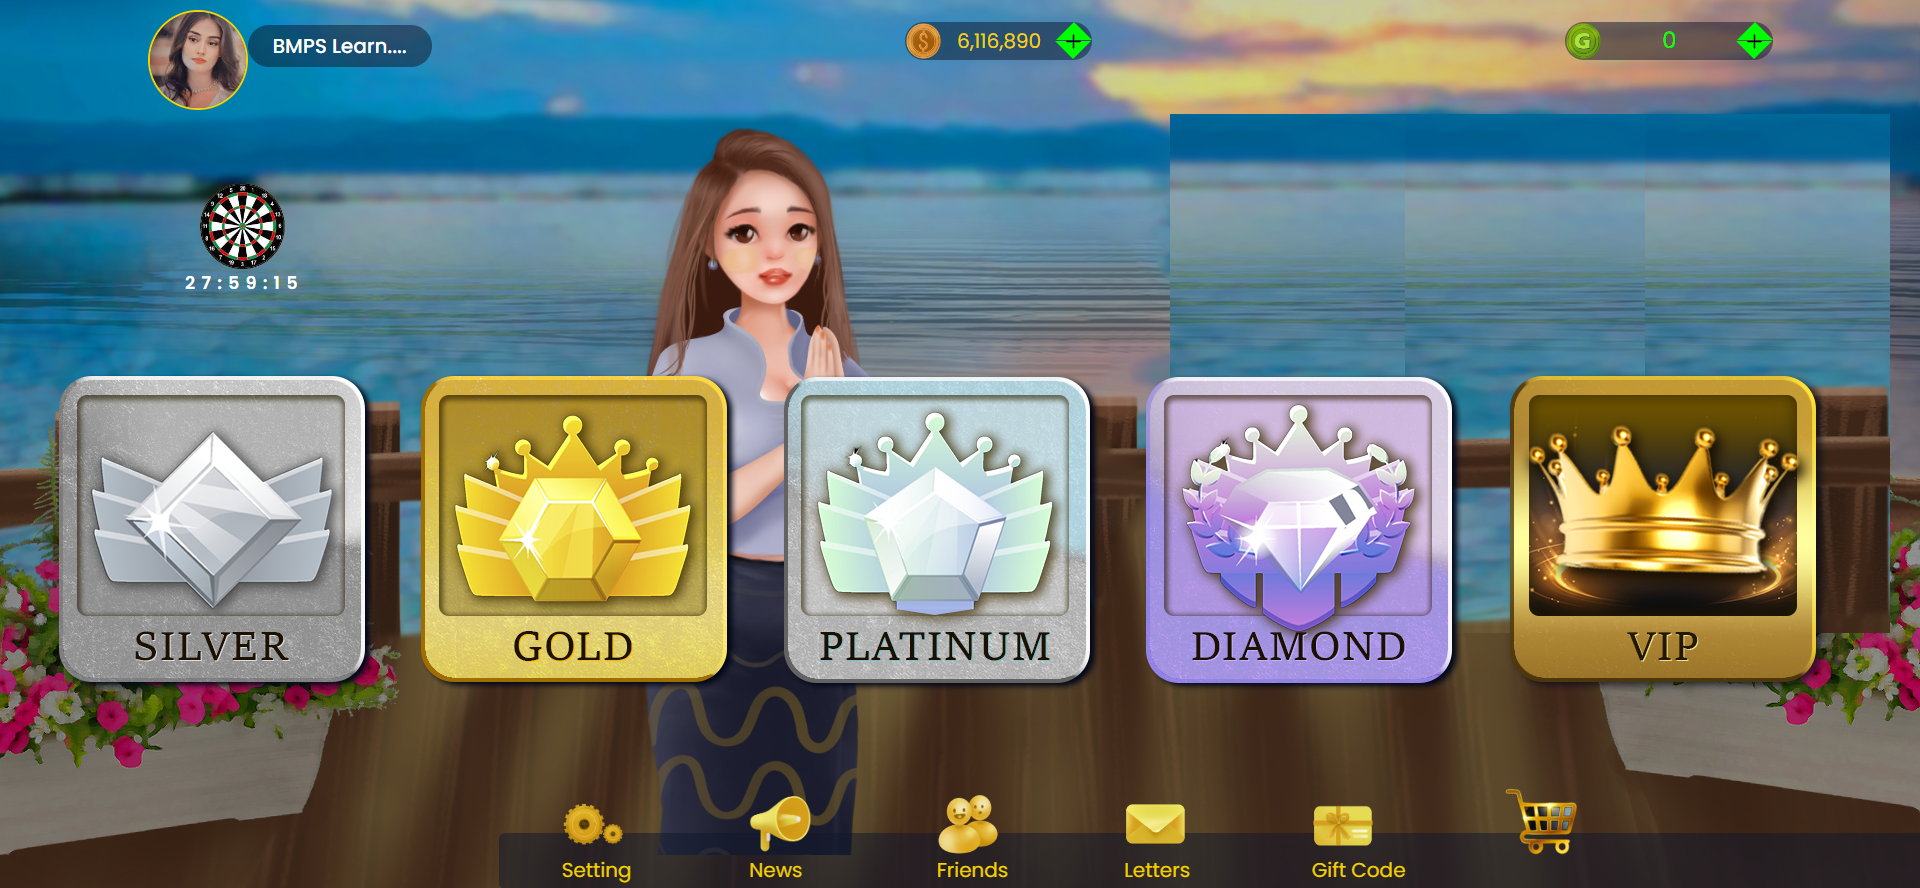 BMPS Learn....
6,116,890
G
0
27:59:15
SILVER
GOLD
PLATINUM
DIAMOND
VIP
Setting
News
Friends
Letters
Gift Code